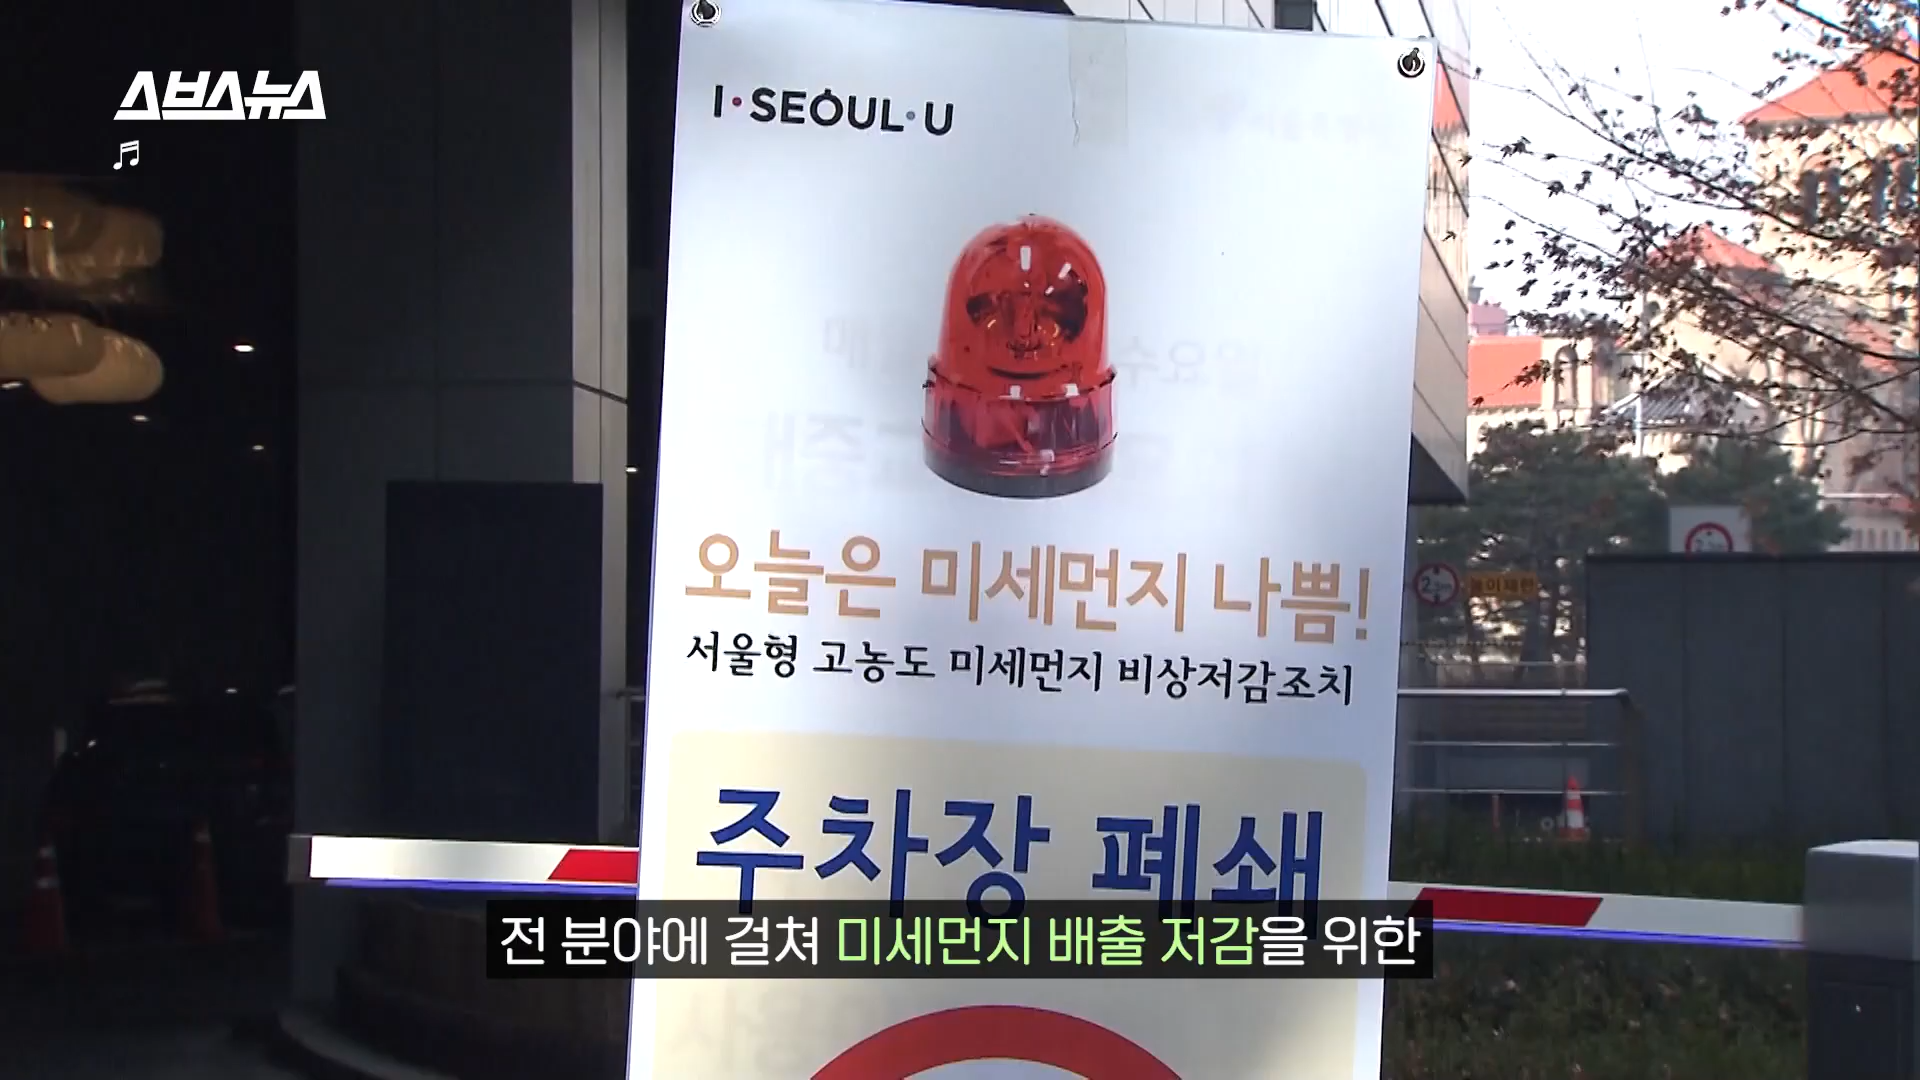 스브스뉴스
I·SEOUL·U
오늘은 미세먼지 나쁨!
서울형 고농도 미세먼지 비상저감조치
주차장 폐쇄
전 분야에 걸쳐 미세먼지 배출 저감을 위한